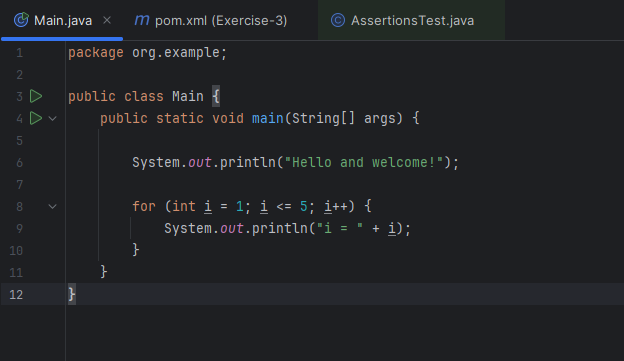 Main.java
pom.xml (Exercise-3)
AssertionsTest.java
1 package org.example;
2
3 public class Main {
4     public static void main(String[] args) {
5
6         System.out.println("Hello and welcome!");
7
8         for (int i = 1; i <= 5; i++) {
9             System.out.println("i = " + i);
10         }
11     }
12 }